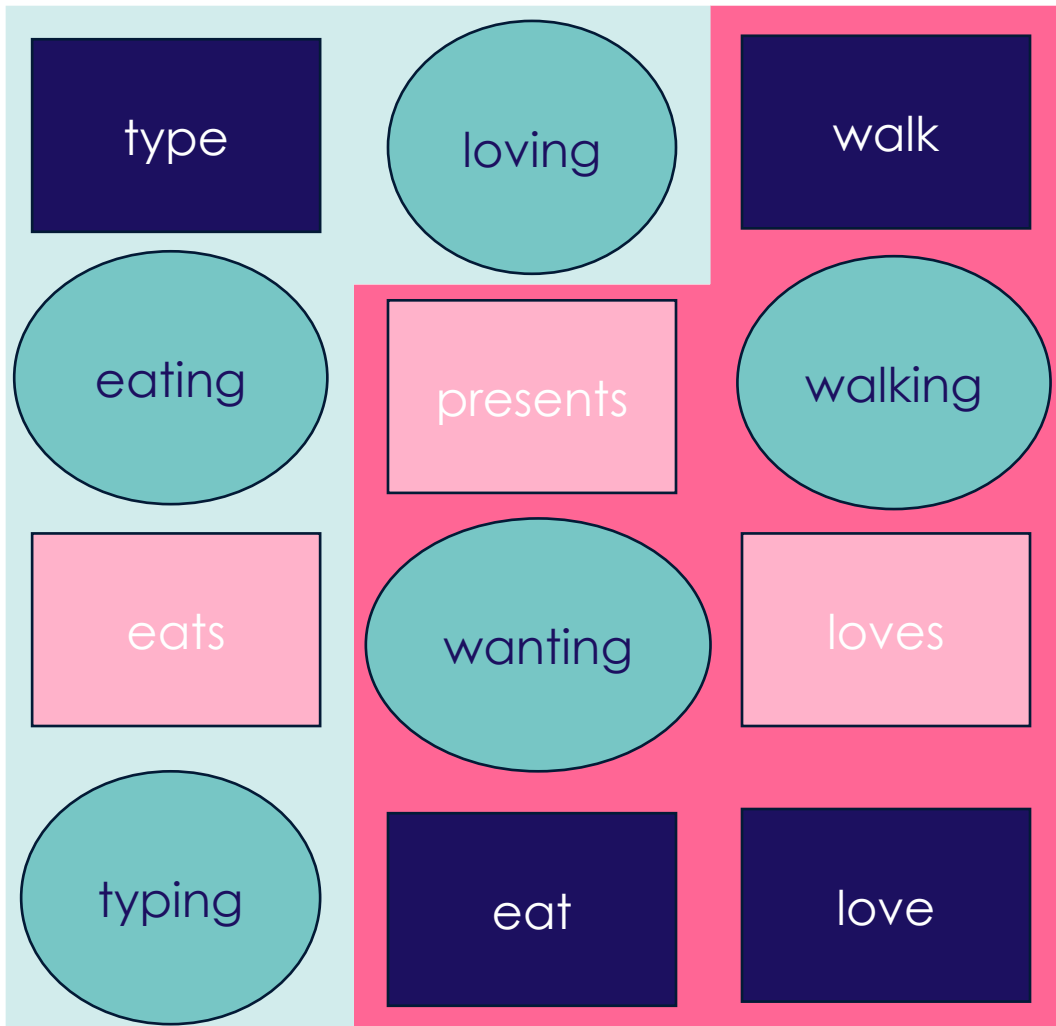 type
loving
walk
eating
presents
walking
eats
wanting
loves
typing
eat
love